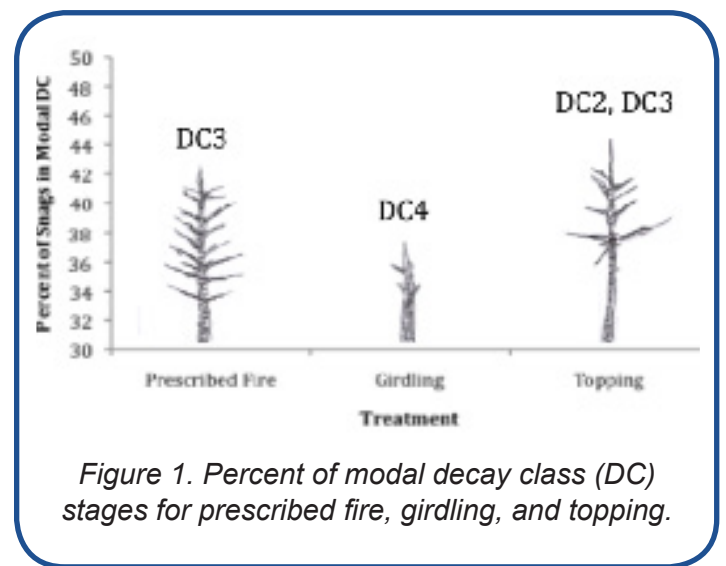 Percent of Snags in Modal DC
50
48
46
44
42
40
38
36
34
32
30
DC3
DC4
DC2, DC3
Prescribed Fire
Girdling
Topping
Treatment
Figure 1. Percent of modal decay class (DC)
stages for prescribed fire, girdling, and topping.